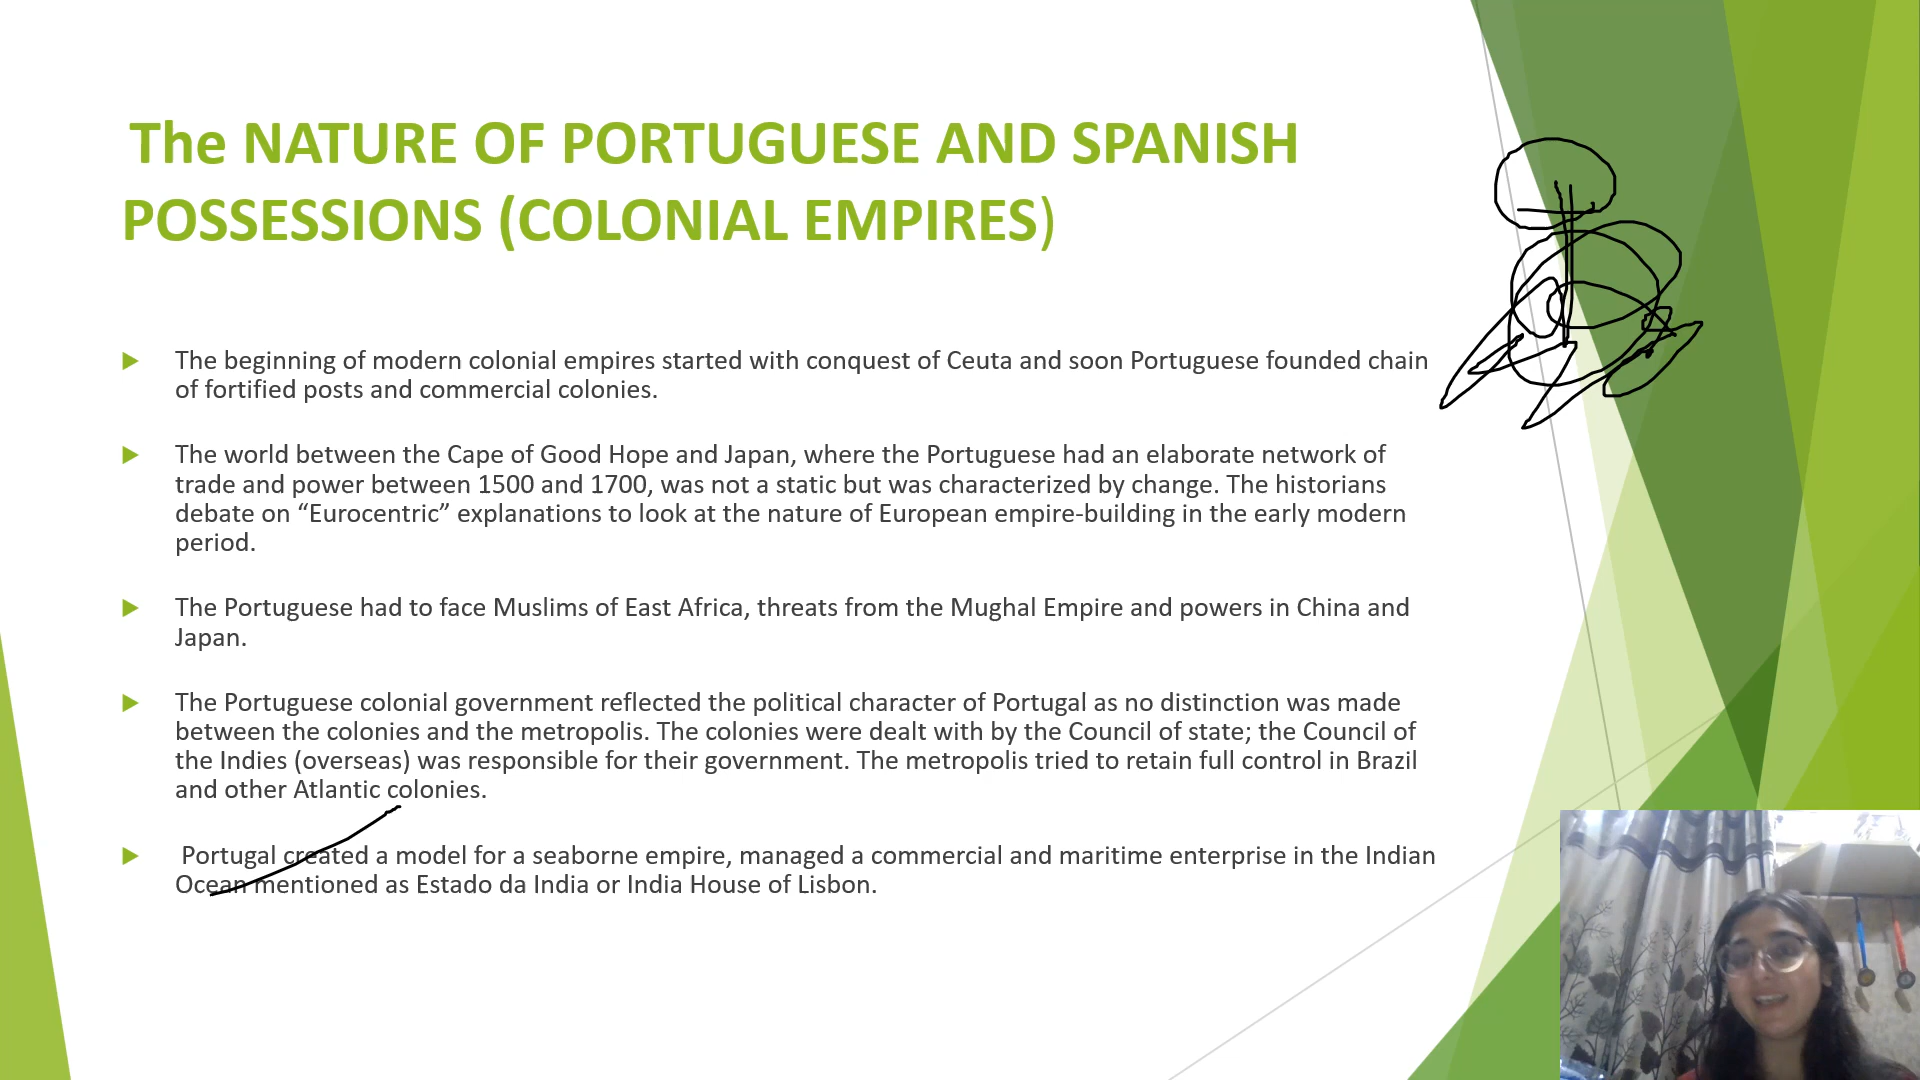 The NATURE OF PORTUGUESE AND SPANISH
POSSESSIONS (COLONIAL EMPIRES)
The beginning of modern colonial empires started with conquest of Ceuta and soon Portuguese founded chain
of fortified posts and commercial colonies.
The world between the Cape of Good Hope and Japan, where the Portuguese had an elaborate network of
trade and power between 1500 and 1700, was not a static but was characterized by change. The historians
debate on “Eurocentric” explanations to look at the nature of European empire-building in the early modern
period.
The Portuguese had to face Muslims of East Africa, threats from the Mughal Empire and powers in China and
Japan.
The Portuguese colonial government reflected the political character of Portugal as no distinction was made
between the colonies and the metropolis. The colonies were dealt with by the Council of state; the Council of
the Indies (overseas) was responsible for their government. The metropolis tried to retain full control in Brazil
and other Atlantic colonies.
Portugal created a model for a seaborne empire, managed a commercial and maritime enterprise in the Indian
Ocean mentioned as Estado da India or India House of Lisbon.